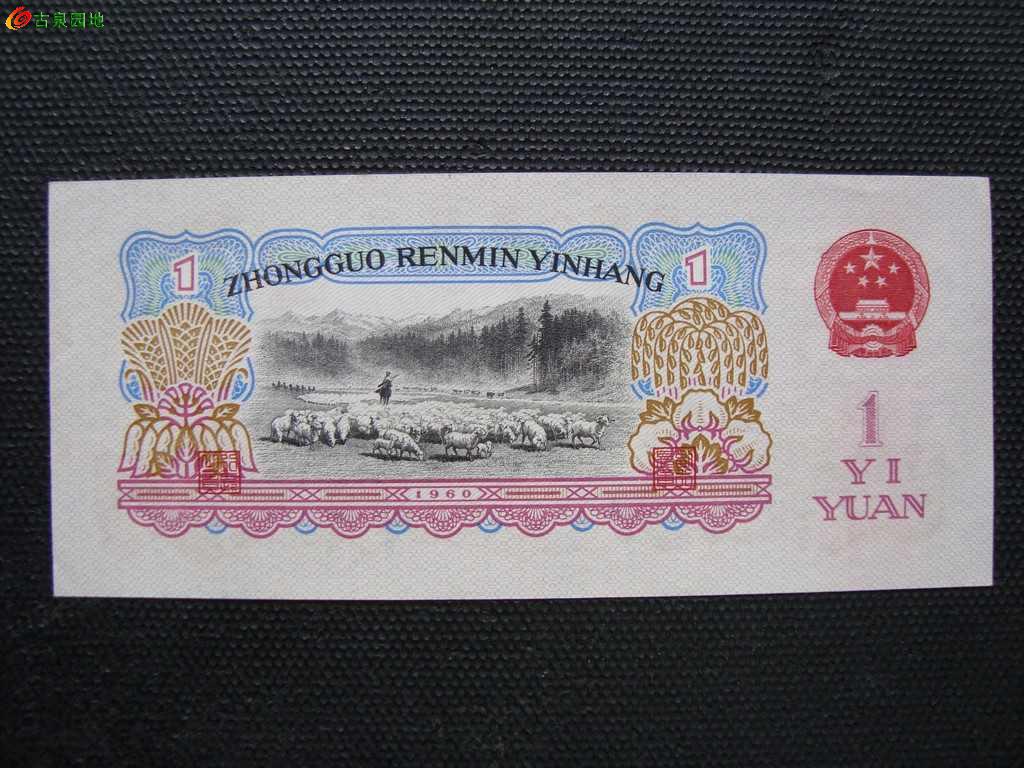 古泉园地
1
ZHONGGUO RENMIN YINHANG
1
1960
1
YI
YUAN